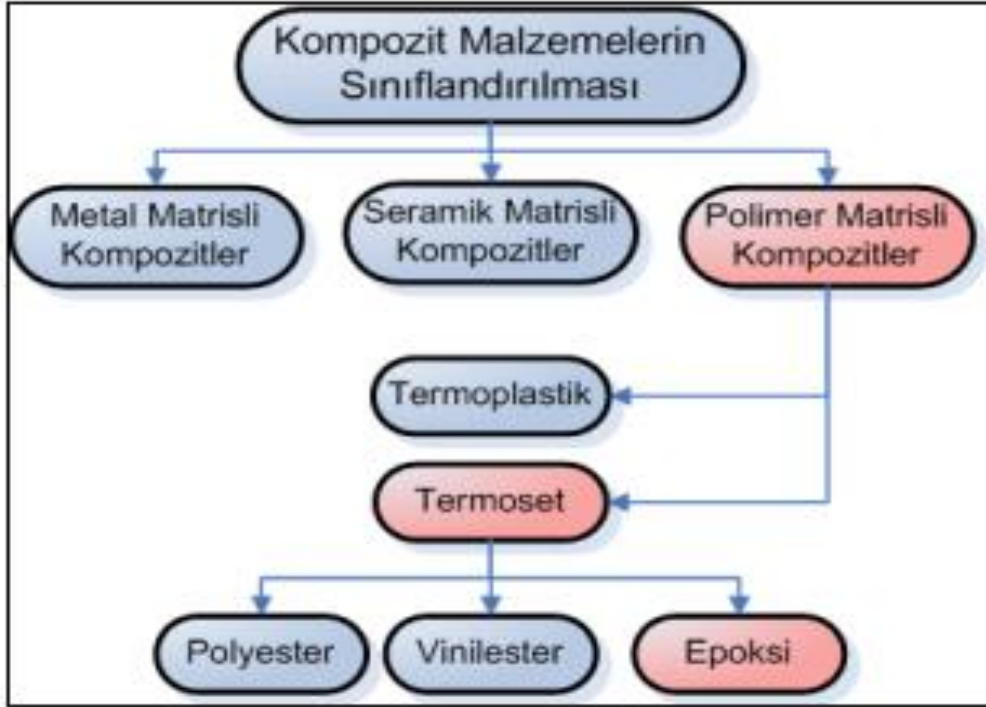 Kompozit Malzemelerin
Sınıflandırılması
Metal Matrisli
Kompozitler
Seramik Matrisli
Kompozitler
Polimer Matrisli
Kompozitler
Termoplastik
Termoset
Polyester
Vinilester
Epoksi